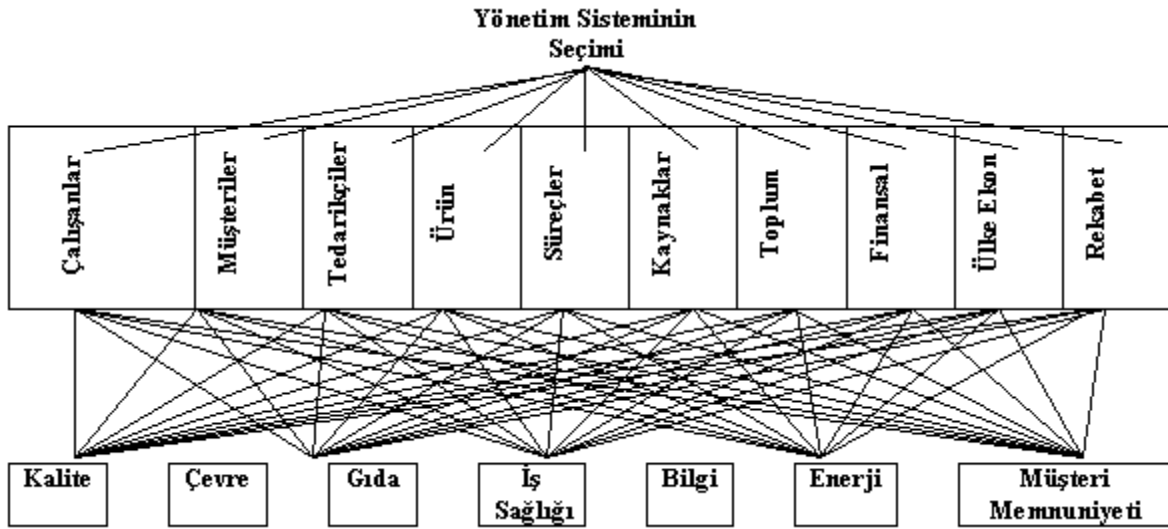 Yönetim Sisteminin
Seçimi
Çalışanlar
Müşteriler
Tedarikçiler
Ürün
Süreçler
Kaynaklar
Toplum
Finansal
Ülke Ekon
Rekabet
Kalite
Çevre
Gıda
İş
Sağlığı
Bilgi
Enerji
Müşteri
Memnuniyeti